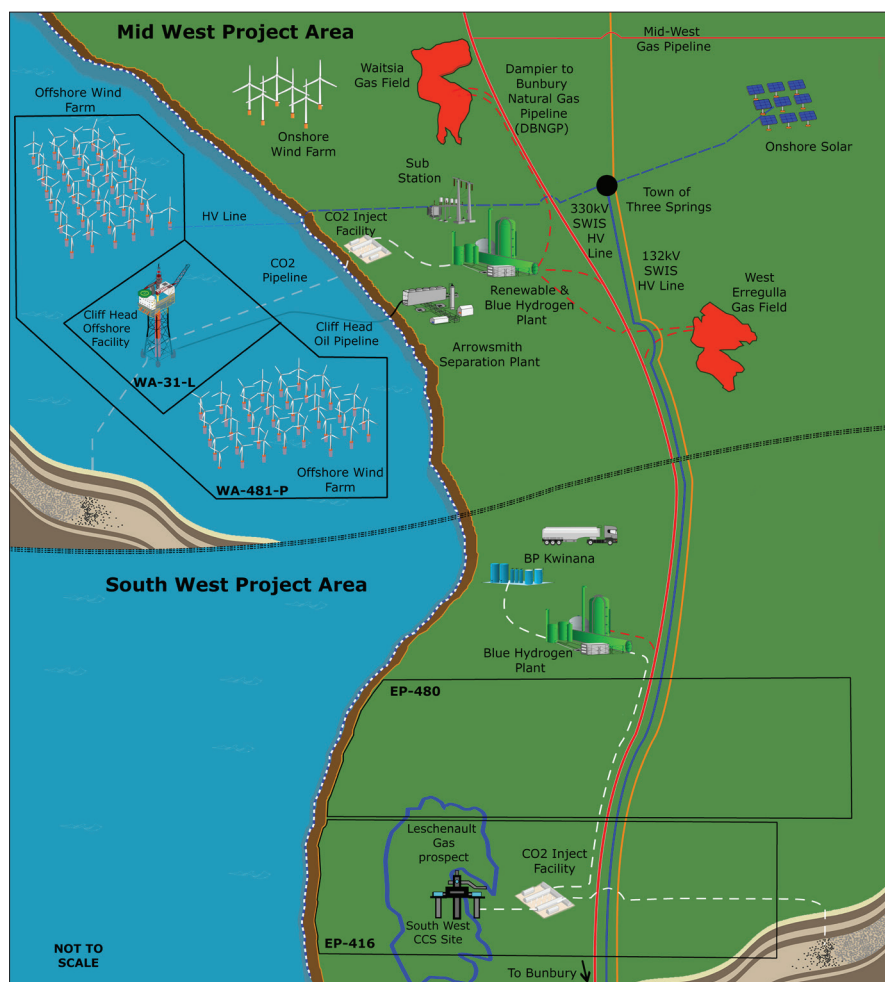 Mid West Project Area
Mid-West
Gas Pipeline
Waitsia
Gas Field
Dampier to
Bunbury
Natural Gas
Pipeline
(DBNGP)
Offshore Wind
Farm
Onshore
Wind Farm
Onshore Solar
Sub
Station
Town of
Three Springs
330kV
SWIS
HV
Line
HV Line
CO2 Inject
Facility
132kV
SWIS
HV Line
CO2
Pipeline
Renewable &
Blue Hydrogen
Plant
West
Erregulla
Gas Field
Cliff Head
Offshore
Facility
Cliff Head
Oil Pipeline
Arrowsmith
Separation Plant
WA-31-L
Offshore Wind
Farm
WA-481-P
South West Project Area
BP Kwinana
Blue Hydrogen
Plant
EP-480
Leschenault
Gas
prospect
CO2 Inject
Facility
South West
CCS Site
EP-416
NOT TO
SCALE
To Bunbury